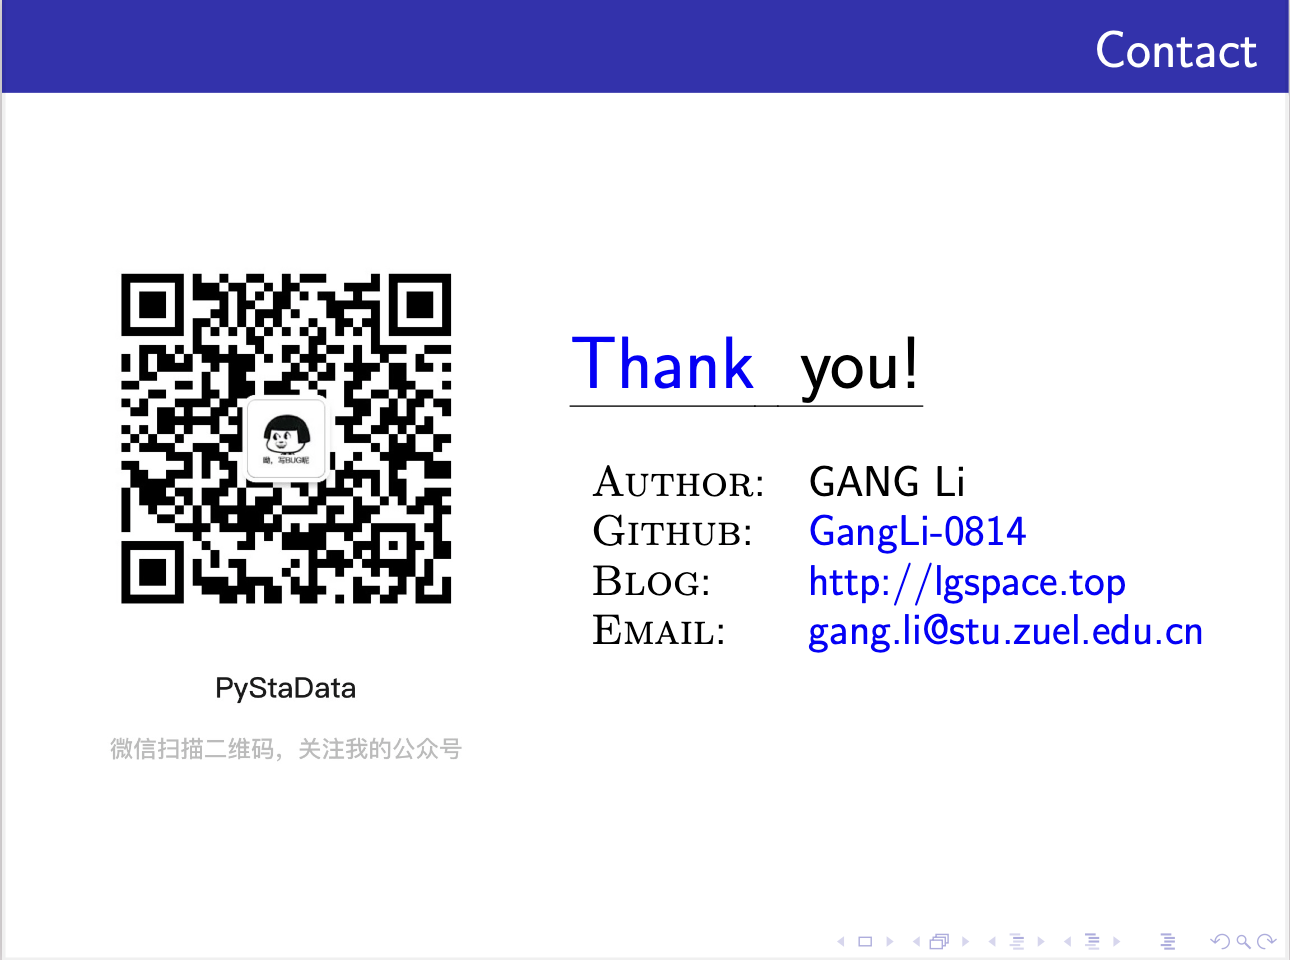 Contact
呦，写BUG呢
PyStaData
微信扫描二维码，关注我的公众号
Thank you!
AUTHOR: GANG Li
GITHUB: GangLi-0814
BLOG: http://lgspace.top
EMAIL: gang.li@stu.zuel.edu.cn